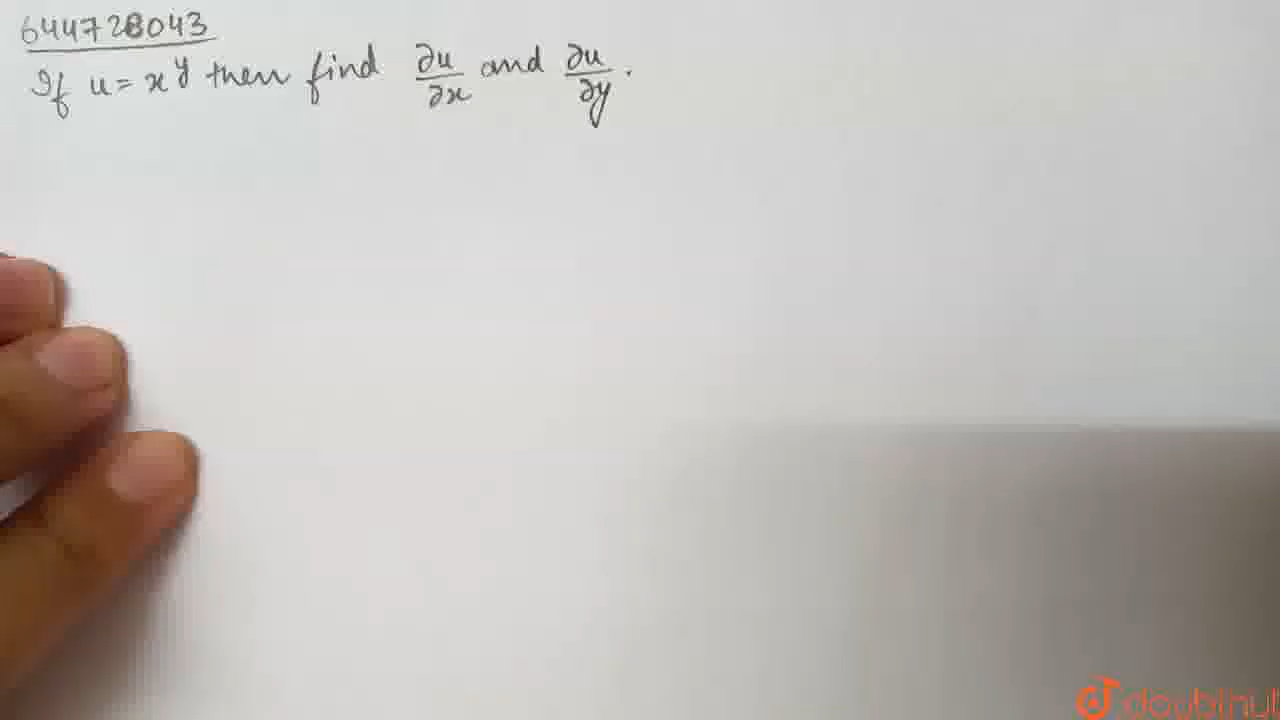 644728043
If u = x^y then find ∂u/∂x and ∂u/∂y.
doubtnut